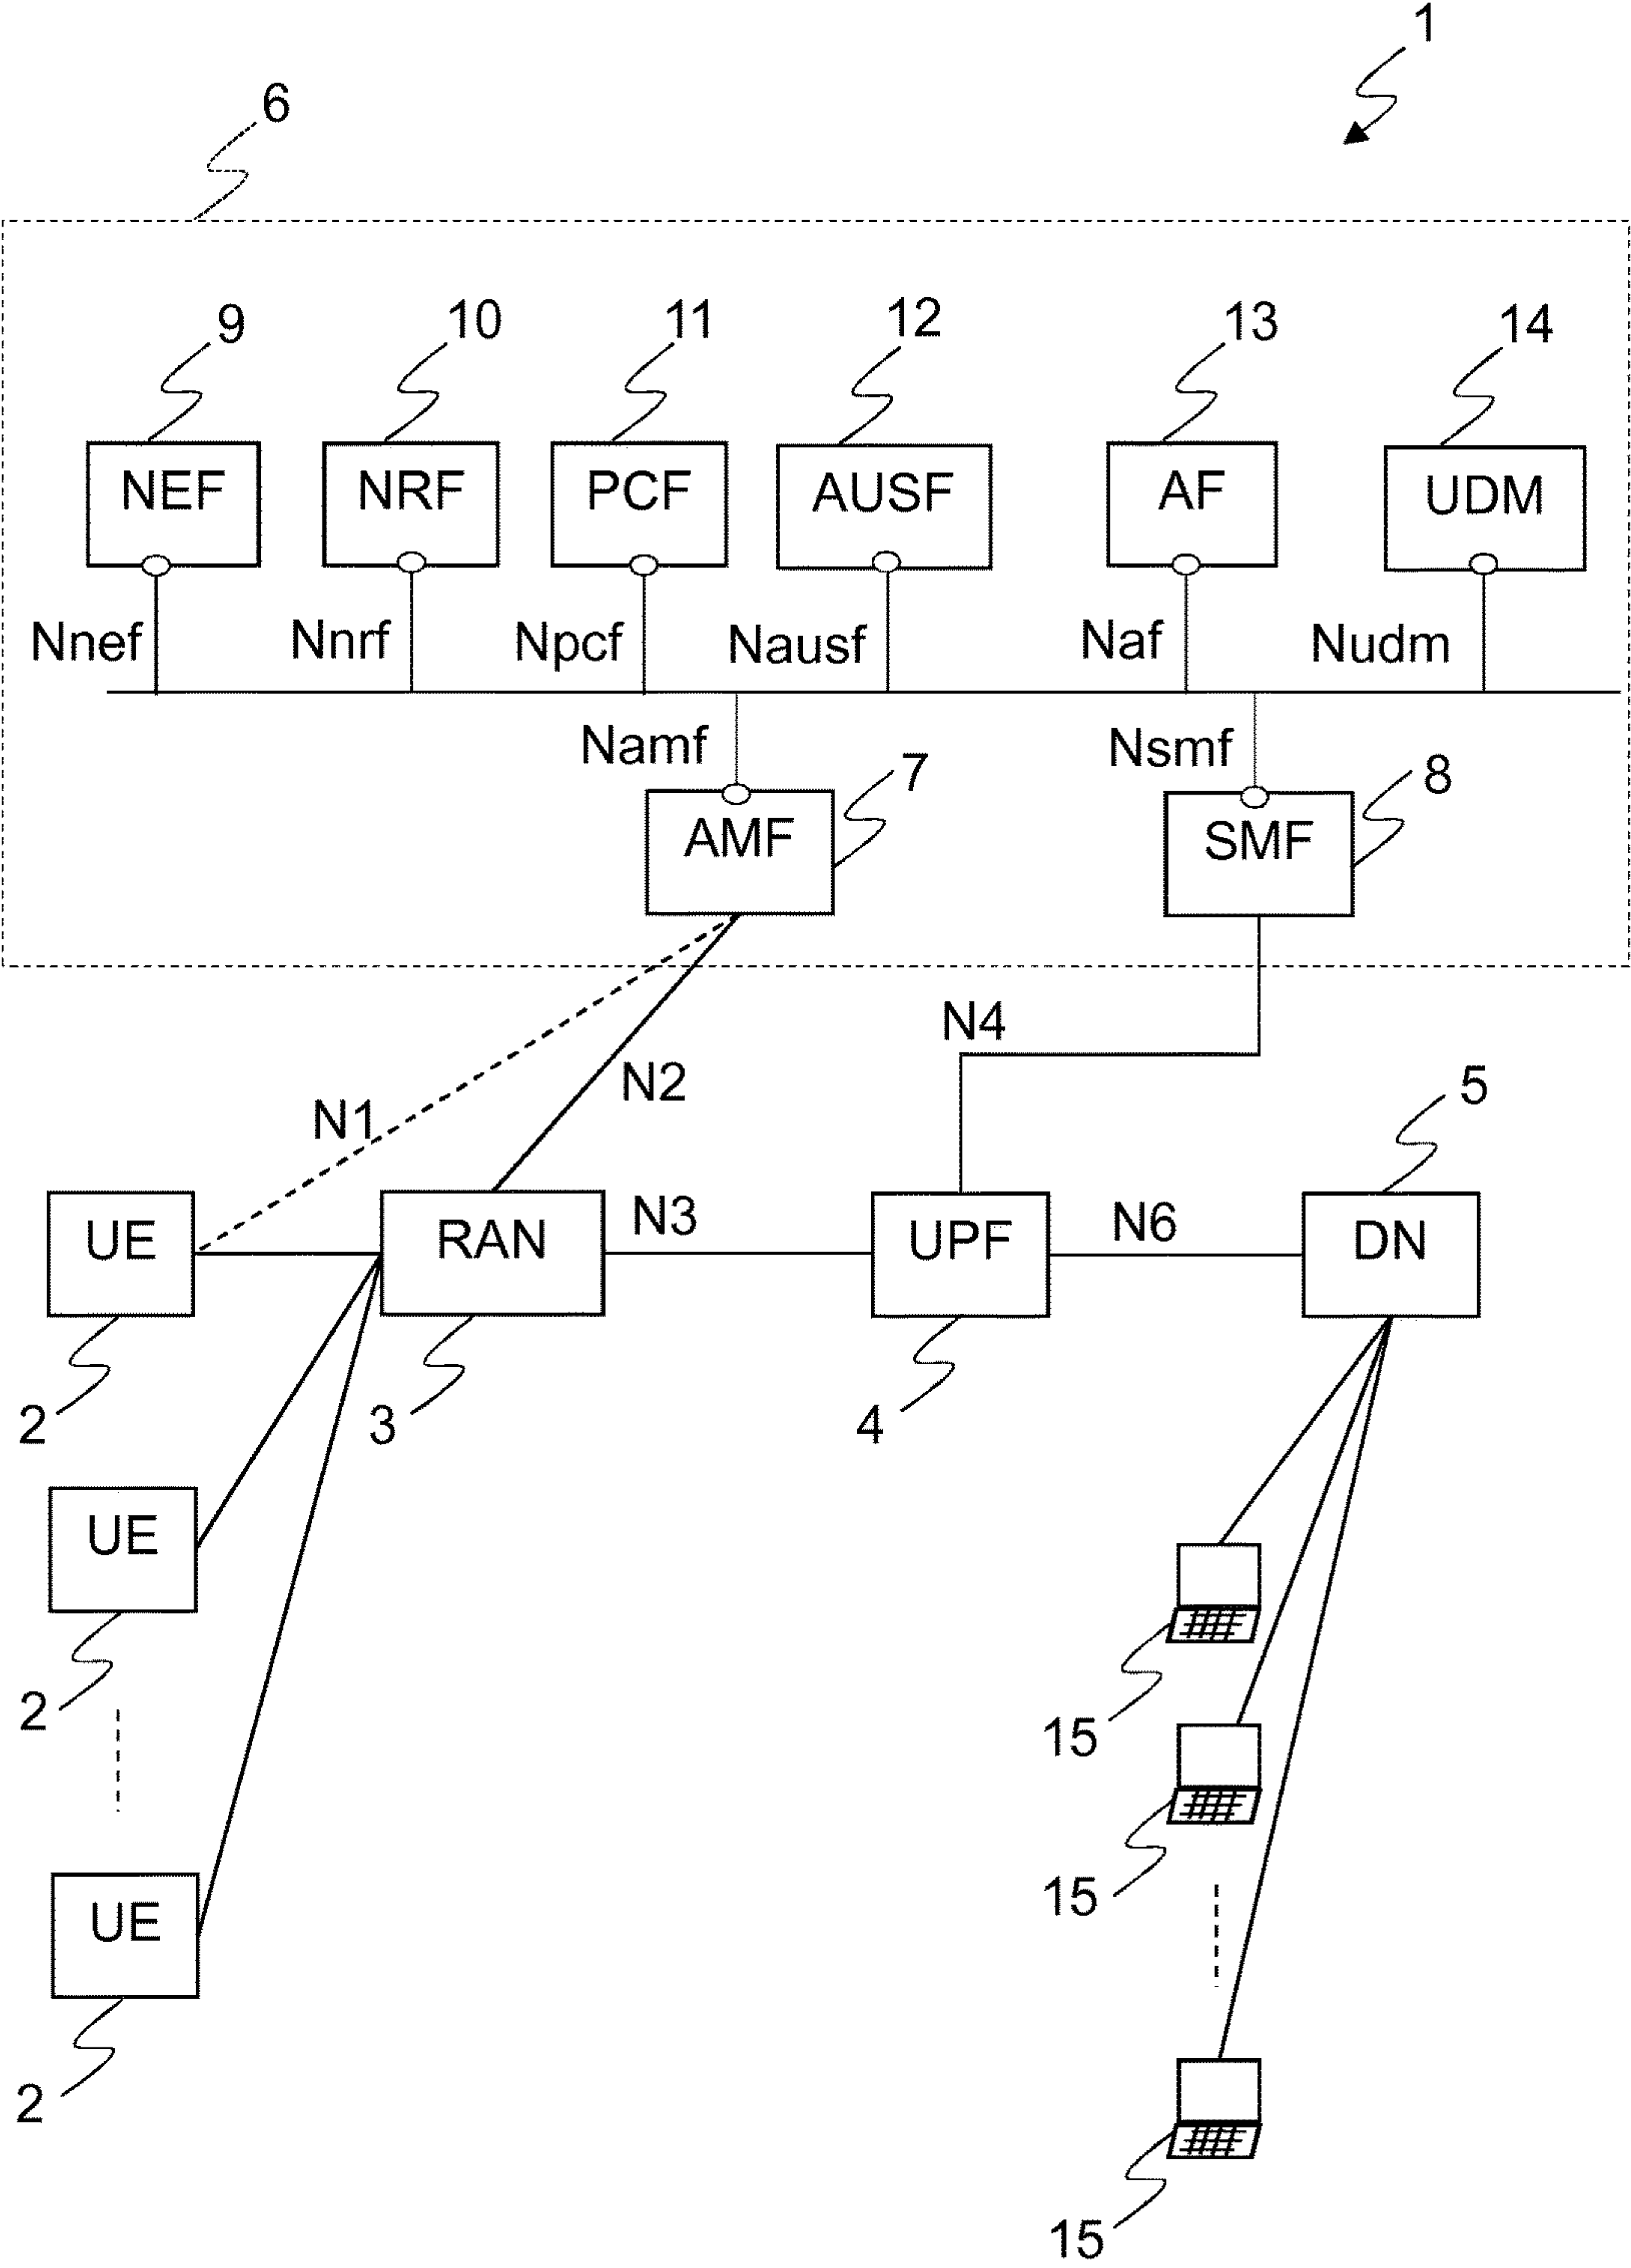 1
6
9 10 11 12 13 14
NEF NRF PCF AUSF AF UDM
Nnef Nnrf Npcf Nausf Naf Nudm
Namf Nsmf
7 8
AMF SMF
N4
N2
N1
5
N3 N6
UE RAN UPF DN
2 3 4
UE
2
15
15
UE
2
15